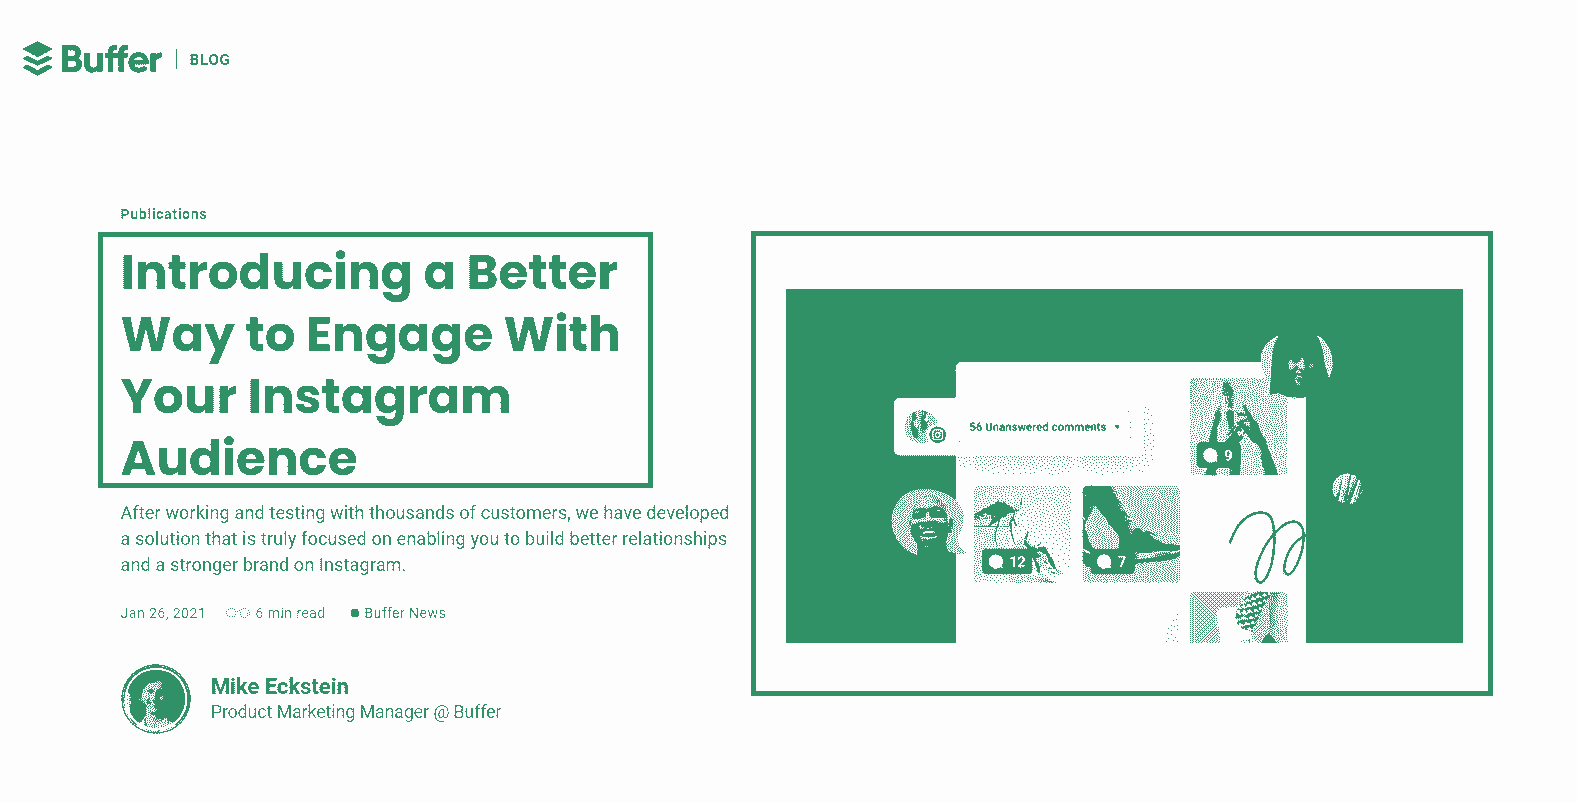 Buffer | BLOG
Publications
Introducing a Better
Way to Engage With
Your Instagram
Audience
After working and testing with thousands of customers, we have developed
a solution that is truly focused on enabling you to build better relationships
and a stronger brand on Instagram.
Jan 26, 2021 6 min read Buffer News
Mike Eckstein
Product Marketing Manager @ Buffer
56 Unanswered comments
9
12
7